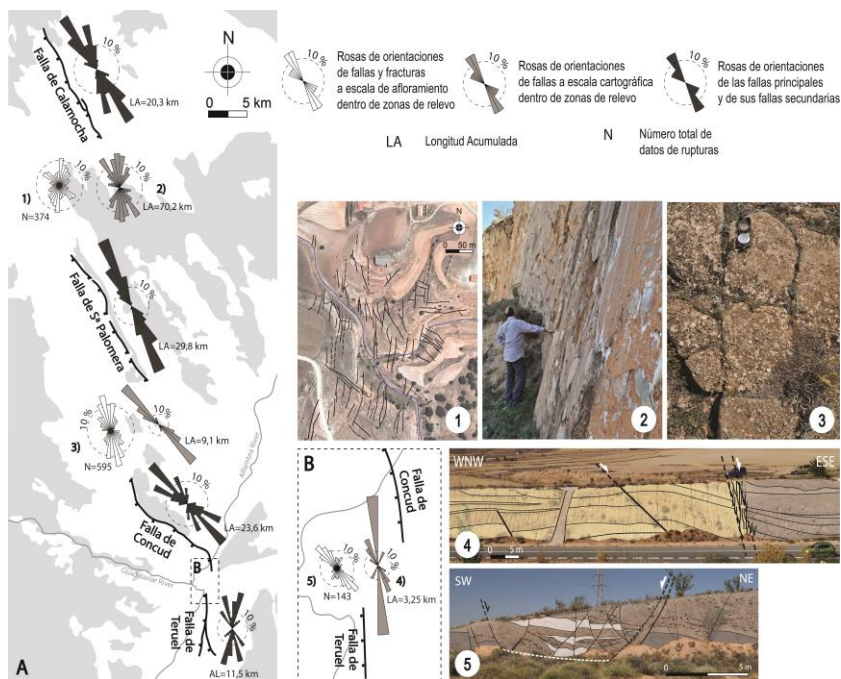 N
0 5 km
Falla de Calamocha
10 %
LA=20,3 km
1)
10 %
N=374
10 %
2)
LA=70,2 km
Falla de Sª Palomera
10 %
LA=29,8 km
3)
10 %
N=595
10 %
LA=9,1 km
Alfambra River
10 %
LA=23,6 km
Falla de
Concud
B
Guadalaviar River
Falla de
Teruel
10 %
AL=11,5 km
A
10 %
Rosas de orientaciones
de fallas y fracturas
a escala de afloramiento
dentro de zonas de relevo
10 %
Rosas de orientaciones
de fallas a escala cartográfica
dentro de zonas de relevo
10 %
Rosas de orientaciones
de las fallas principales
y de sus fallas secundarias
LA Longitud Acumulada
N Número total de
datos de rupturas
N
0 50 m
1
2
3
B
Falla de
Concud
5)
10 %
N=143
10 %
4)
LA=3,25 km
Falla de
Teruel
WNW ESE
4
0 5 m
SW NE
5
0 5 m